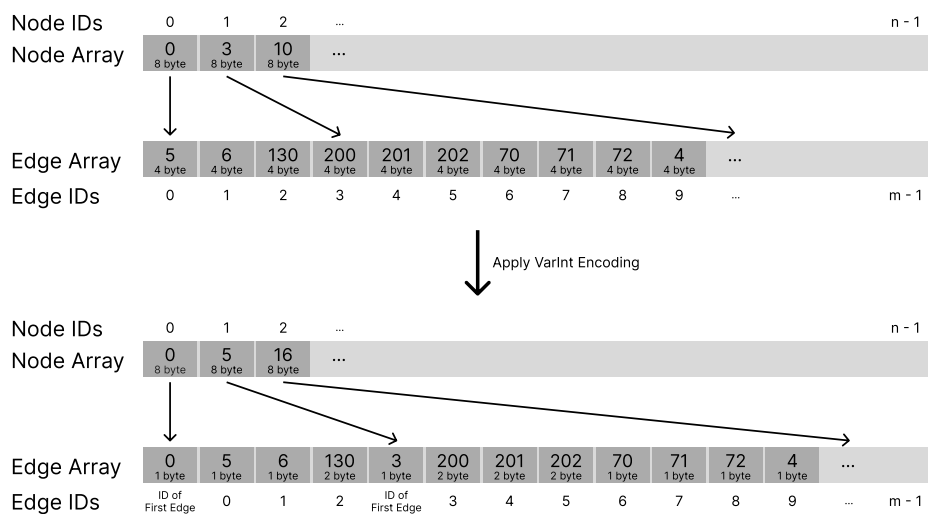 Node IDs 0 1 2 ... n - 1
Node Array 0 3 10 ...
8 byte 8 byte 8 byte
Edge Array 5 6 130 200 201 202 70 71 72 4 ...
4 byte 4 byte 4 byte 4 byte 4 byte 4 byte 4 byte 4 byte 4 byte 4 byte
Edge IDs 0 1 2 3 4 5 6 7 8 9 ... m - 1
Apply VarInt Encoding
Node IDs 0 1 2 ... n - 1
Node Array 0 5 16 ...
8 byte 8 byte 8 byte
Edge Array 0 5 6 130 3 200 201 202 70 71 72 4 ...
1 byte 1 byte 1 byte 2 byte 1 byte 2 byte 2 byte 2 byte 1 byte 1 byte 1 byte 1 byte
Edge IDs ID of First Edge 0 1 2 ID of First Edge 3 4 5 6 7 8 9 ... m - 1